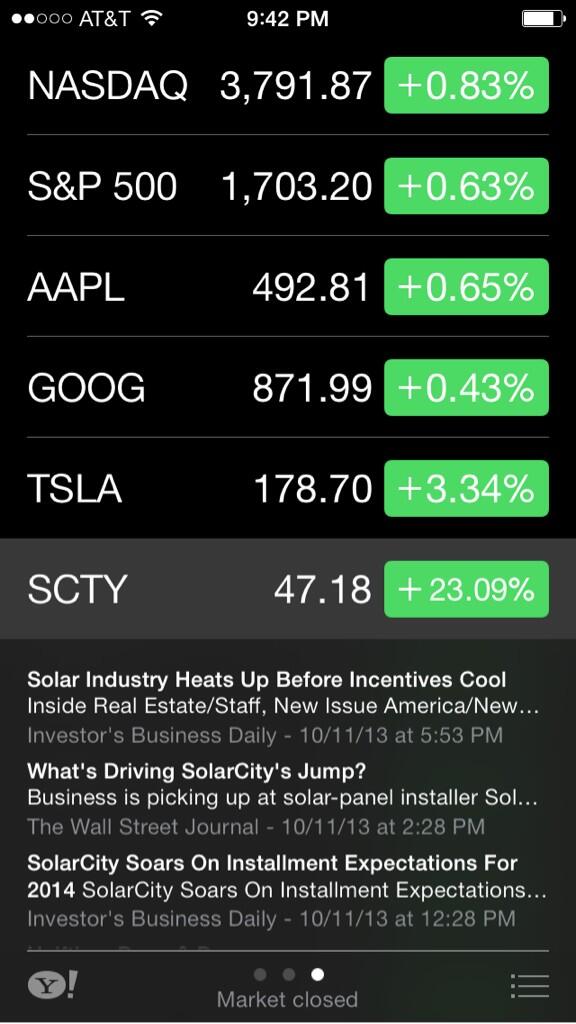 AT&T 9:42 PM
NASDAQ 3,791.87 +0.83%
S&P 500 1,703.20 +0.63%
AAPL 492.81 +0.65%
GOOG 871.99 +0.43%
TSLA 178.70 +3.34%
SCTY 47.18 +23.09%
Solar Industry Heats Up Before Incentives Cool
Inside Real Estate/Staff, New Issue America/New...
Investor's Business Daily - 10/11/13 at 5:53 PM
What's Driving SolarCity's Jump?
Business is picking up at solar-panel installer Sol...
The Wall Street Journal - 10/11/13 at 2:28 PM
SolarCity Soars On Installment Expectations For
2014 SolarCity Soars On Installment Expectations...
Investor's Business Daily - 10/11/13 at 12:28 PM
Y!
Market closed